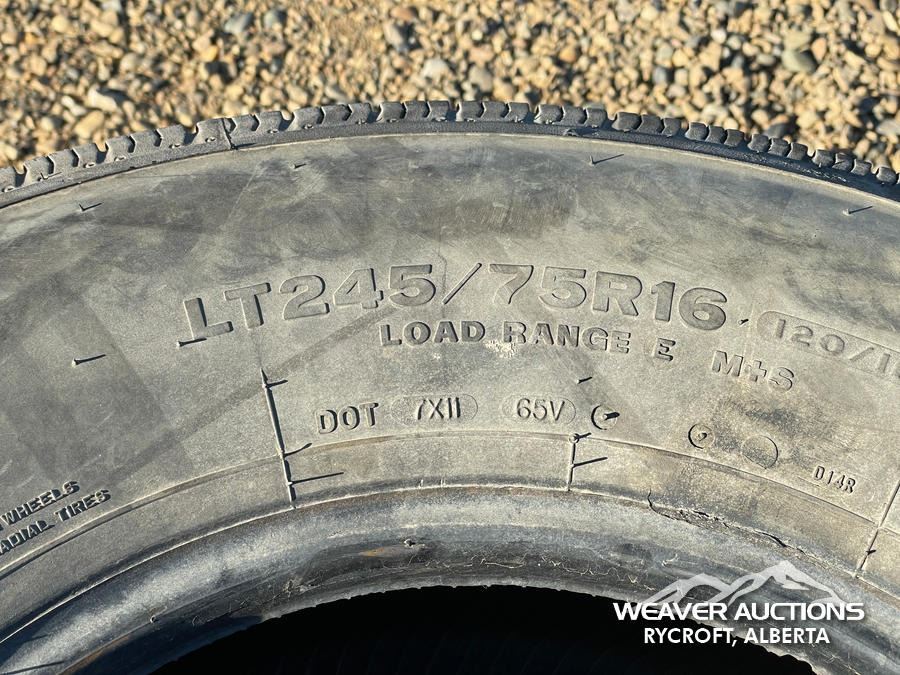 LT245/75R16
LOAD RANGE E M+S
DOT 7X11 65V
D14R
WHEELS
RADIAL TIRES
WEAVER AUCTIONS
RYCROFT, ALBERTA